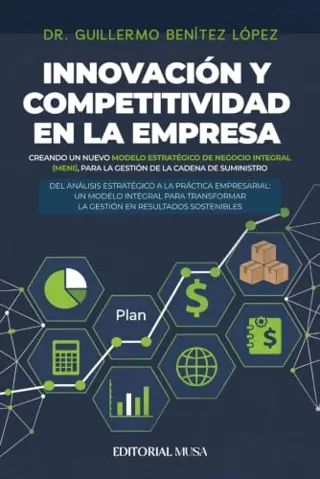 DR. GUILLERMO BENÍTEZ LÓPEZ
INNOVACIÓN Y
COMPETITIVIDAD
EN LA EMPRESA
CREANDO UN NUEVO MODELO ESTRATÉGICO DE NEGOCIO INTEGRAL
(MENI), PARA LA GESTIÓN DE LA CADENA DE SUMINISTRO
DEL ANÁLISIS ESTRATÉGICO A LA PRÁCTICA EMPRESARIAL:
UN MODELO INTEGRAL PARA TRANSFORMAR
LA GESTIÓN EN RESULTADOS SOSTENIBLES
$
Plan
$
EDITORIAL MUSA